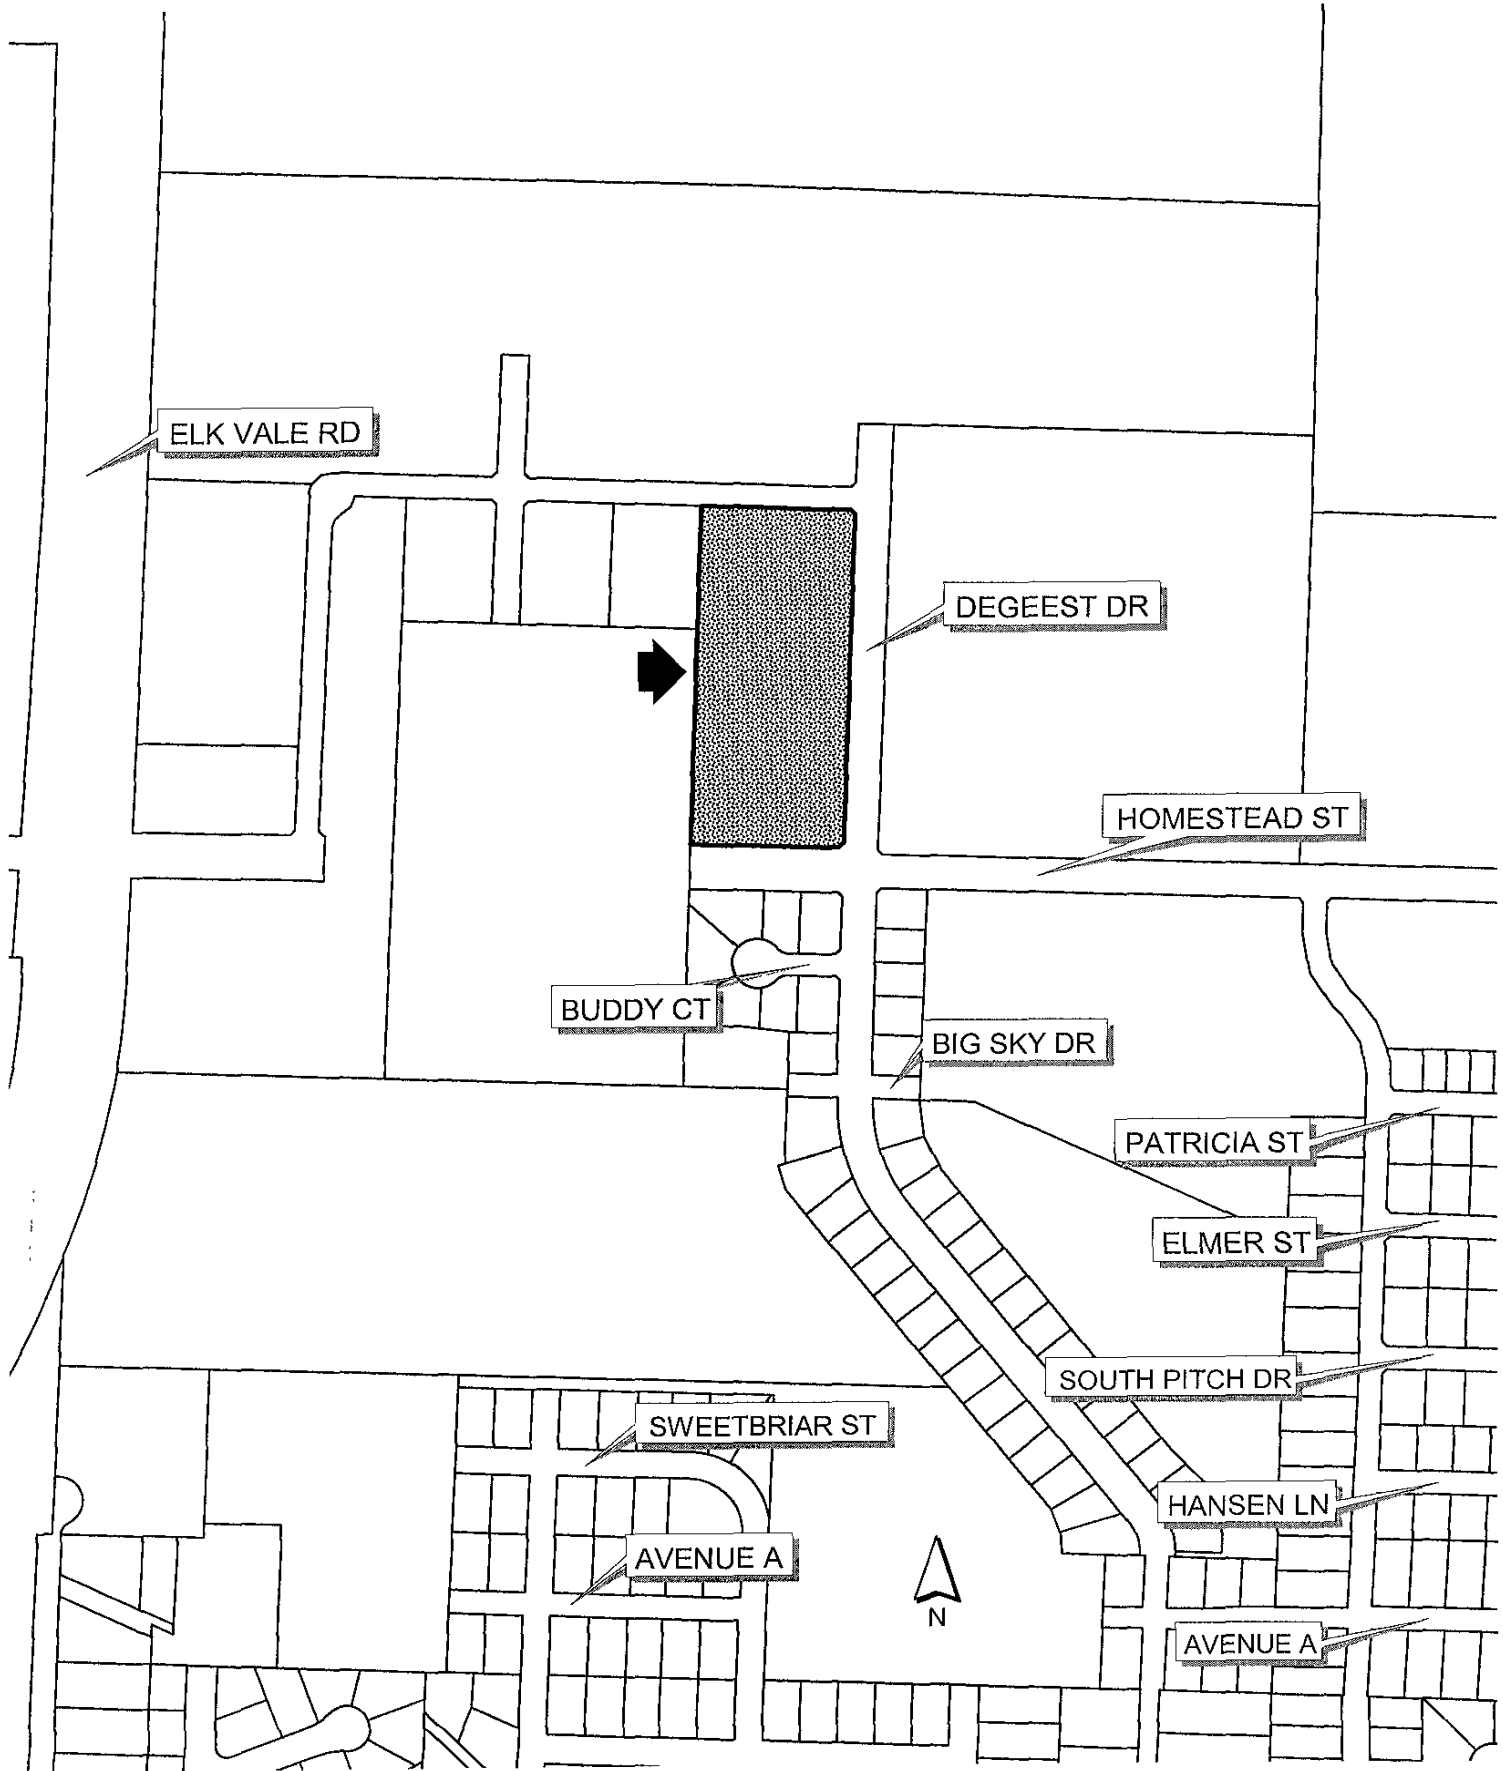 ELK VALE RD
DEGEEST DR
HOMESTEAD ST
BUDDY CT
BIG SKY DR
PATRICIA ST
ELMER ST
SOUTH PITCH DR
SWEETBRIAR ST
HANSEN LN
AVENUE A
N
AVENUE A